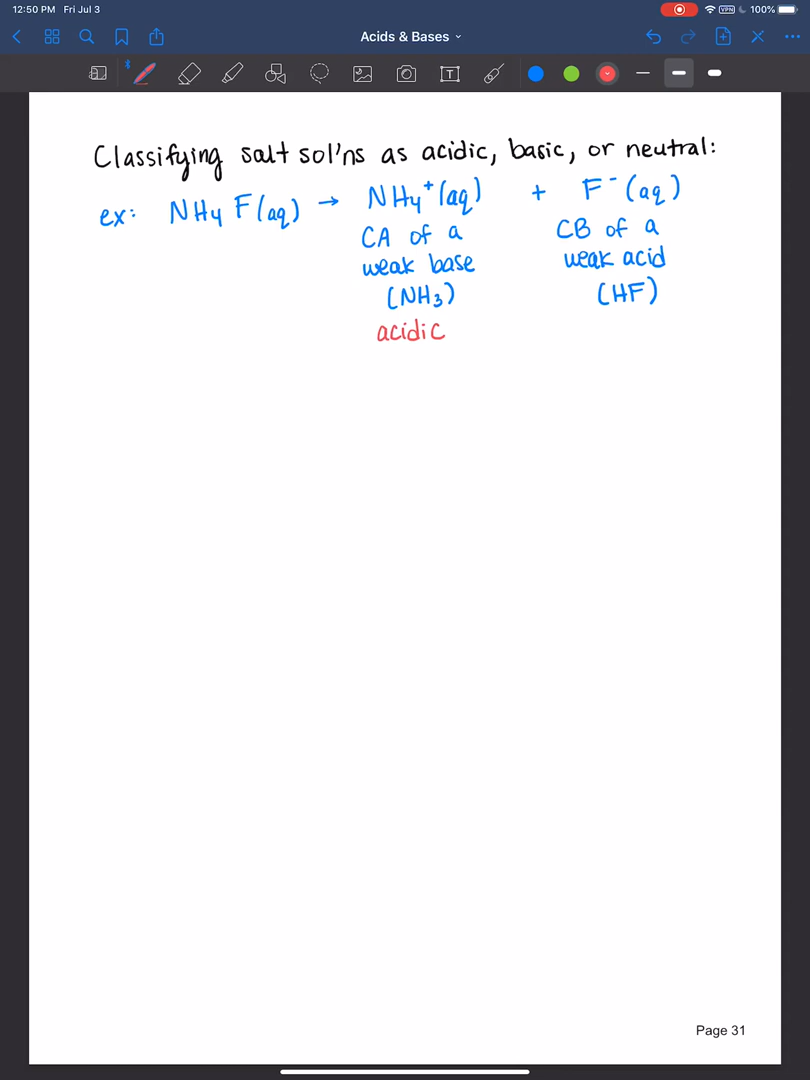 12:50 PM Fri Jul 3
VPN 100%
Acids & Bases
T
Classifying salt sol'ns as acidic, basic, or neutral:
ex: NH₄F(aq) → NH₄⁺(aq) + F⁻(aq)
CA of a CB of a
weak base weak acid
(NH₃) (HF)
acidic
Page 31